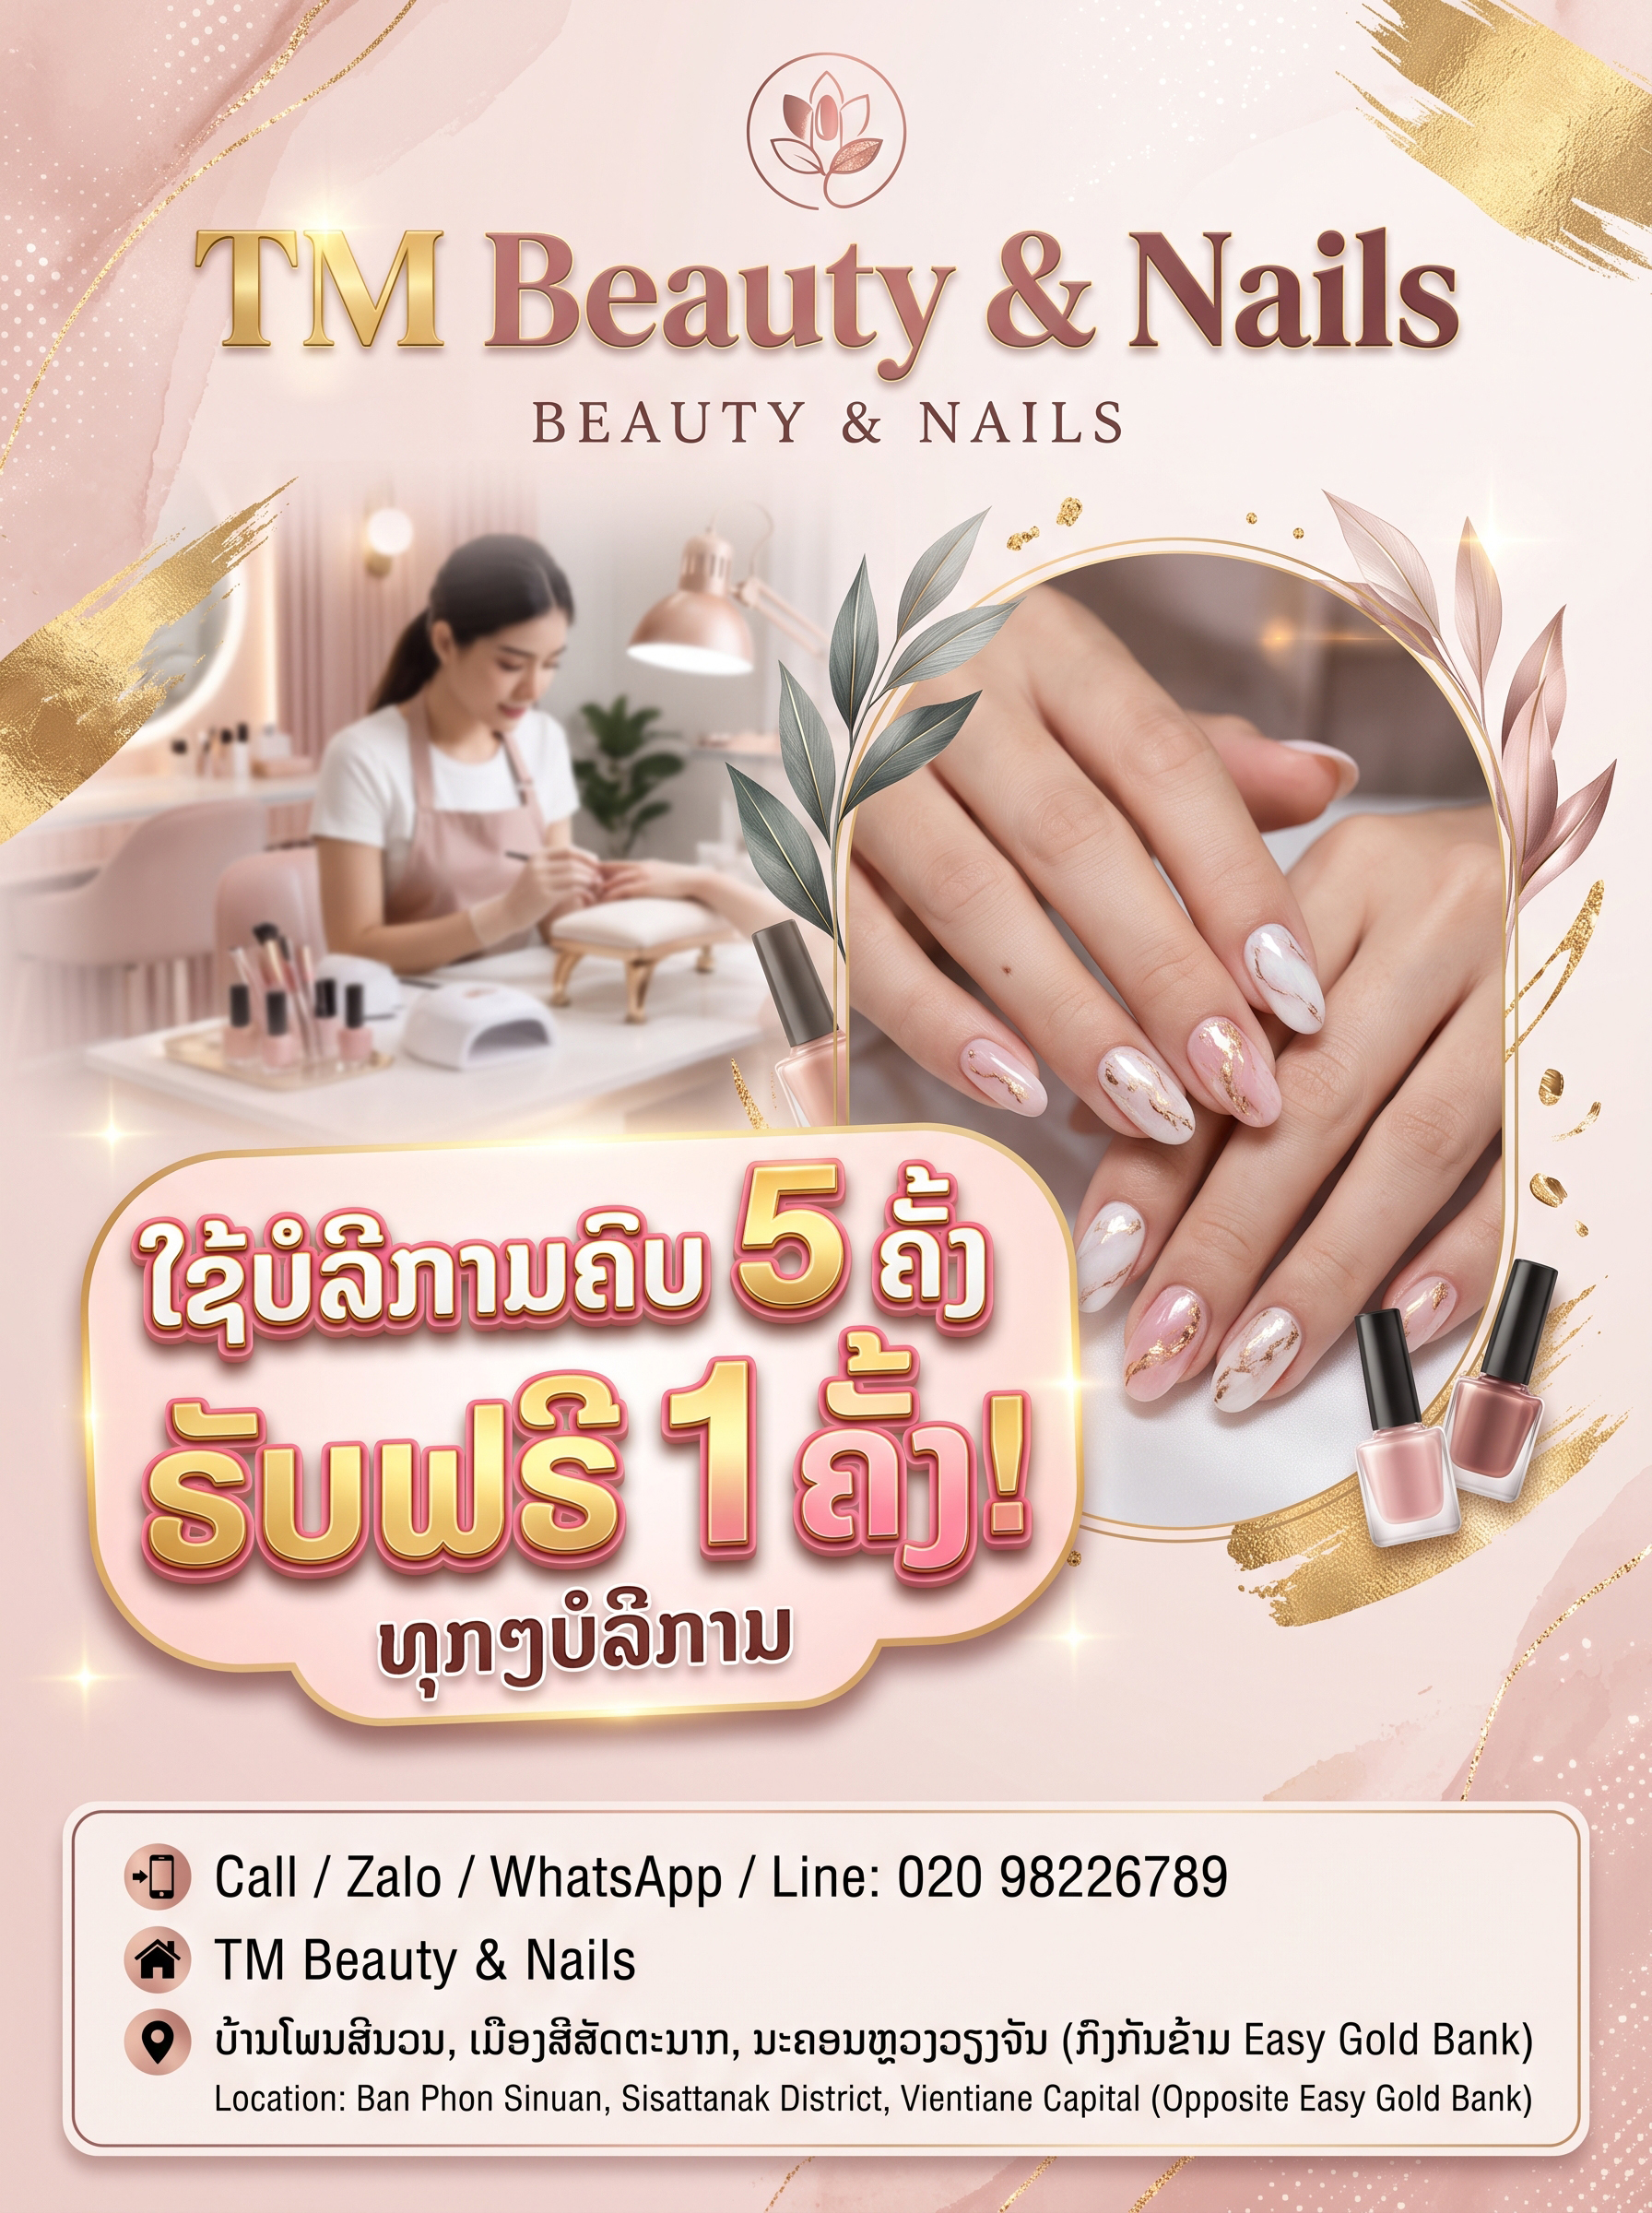 TM Beauty & Nails
BEAUTY & NAILS
ໃຊ້ບໍລິການຄົບ 5 ຄັ້ງ
ຮັບຟຣີ 1 ຄັ້ງ!
ທຸກໆບໍລິການ
Call / Zalo / WhatsApp / Line: 020 98226789
TM Beauty & Nails
ບ້ານໂພນສີນວນ, ເມືອງສີສັດຕະນາກ, ນະຄອນຫຼວງວຽງຈັນ (ກົງກັນຂ້າມ Easy Gold Bank)
Location: Ban Phon Sinuan, Sisattanak District, Vientiane Capital (Opposite Easy Gold Bank)